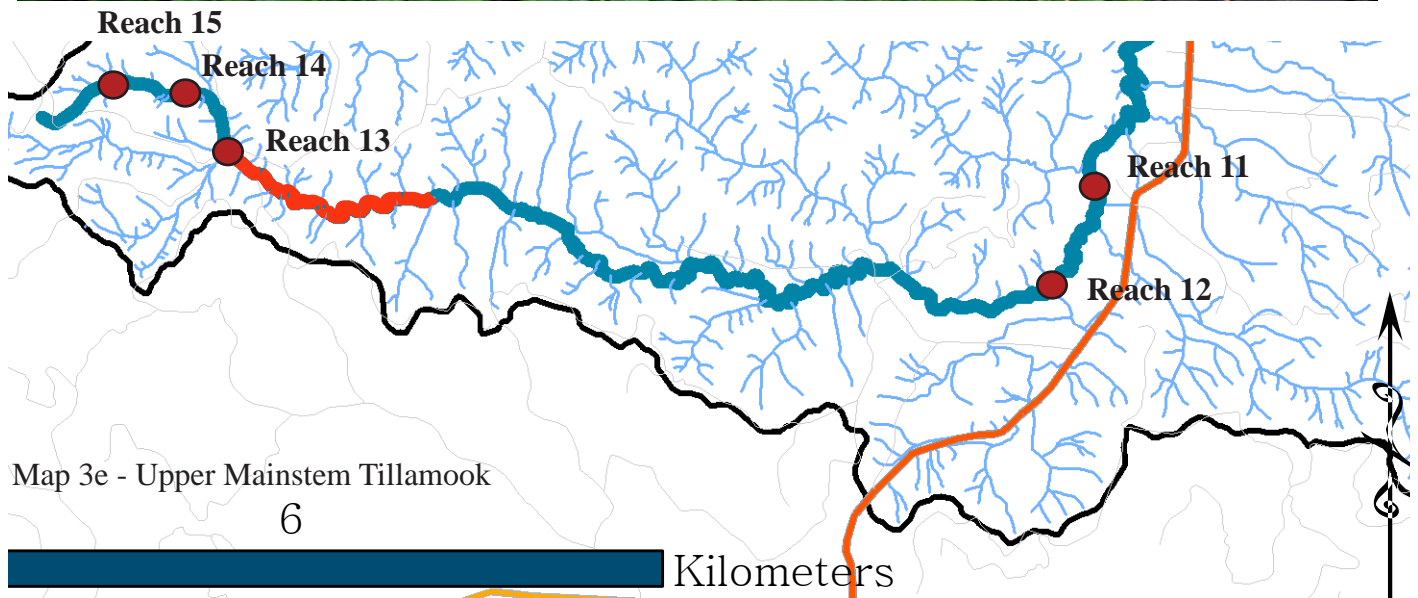 Reach 15
Reach 14
Reach 13
Reach 11
Reach 12
Map 3e - Upper Mainstem Tillamook
6
Kilometers